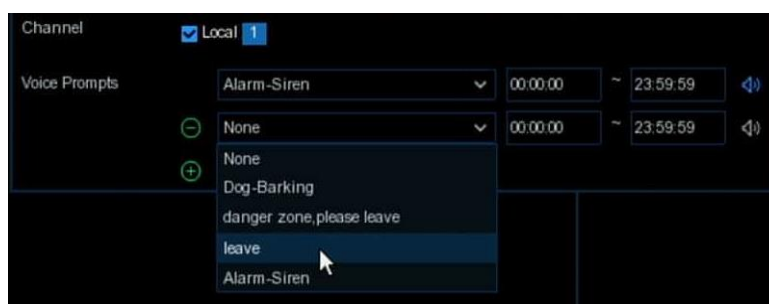 Channel Local 1
Voice Prompts Alarm-Siren 00:00:00 ~ 23:59:59
None 00:00:00 ~ 23:59:59
None
Dog-Barking
danger zone,please leave
leave
Alarm-Siren